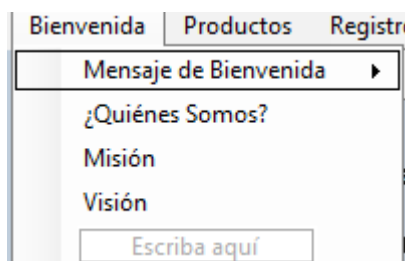 Bienvenida Productos Registr
Mensaje de Bienvenida
¿Quiénes Somos?
Misión
Visión
Escriba aquí